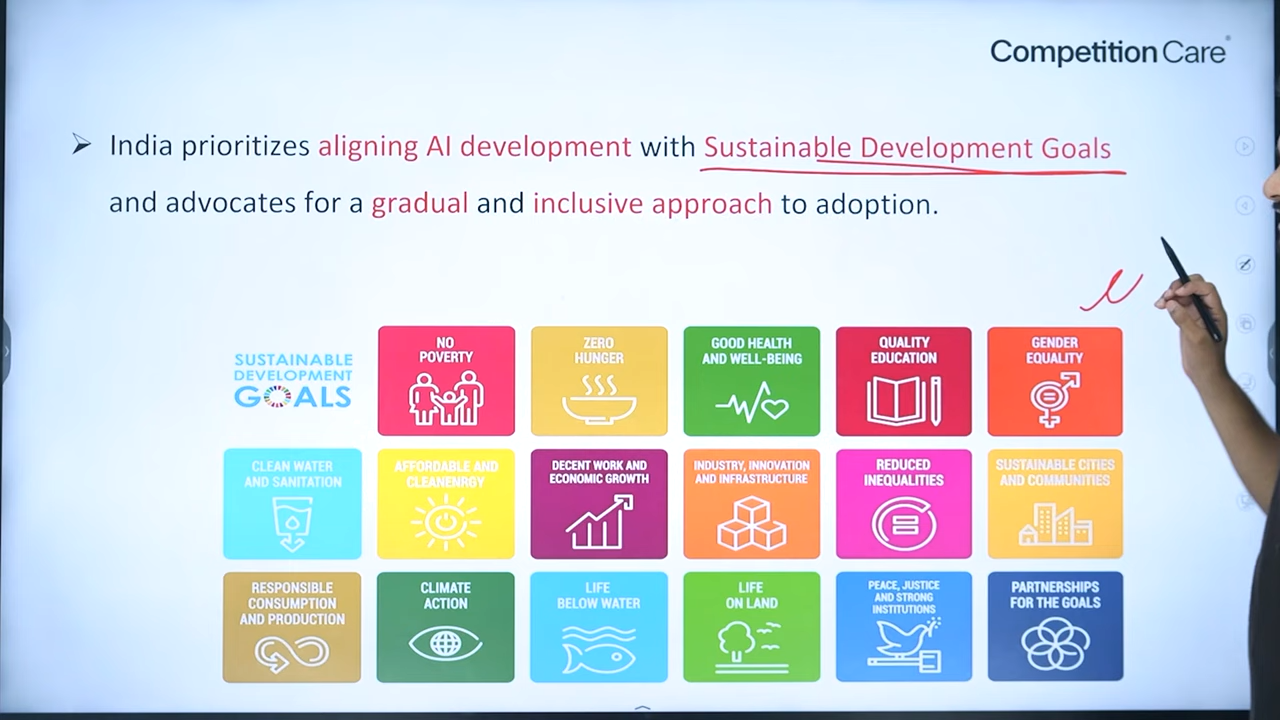 Competition Care
India prioritizes aligning AI development with Sustainable Development Goals
and advocates for a gradual and inclusive approach to adoption.
SUSTAINABLE
DEVELOPMENT
GOALS
NO
POVERTY
ZERO
HUNGER
GOOD HEALTH
AND WELL-BEING
QUALITY
EDUCATION
GENDER
EQUALITY
CLEAN WATER
AND SANITATION
AFFORDABLE AND
CLEANENRGY
DECENT WORK AND
ECONOMIC GROWTH
INDUSTRY, INNOVATION
AND INFRASTRUCTURE
REDUCED
INEQUALITIES
SUSTAINABLE CITIES
AND COMMUNITIES
RESPONSIBLE
CONSUMPTION
AND PRODUCTION
CLIMATE
ACTION
LIFE
BELOW WATER
LIFE
ON LAND
PEACE, JUSTICE
AND STRONG
INSTITUTIONS
PARTNERSHIPS
FOR THE GOALS